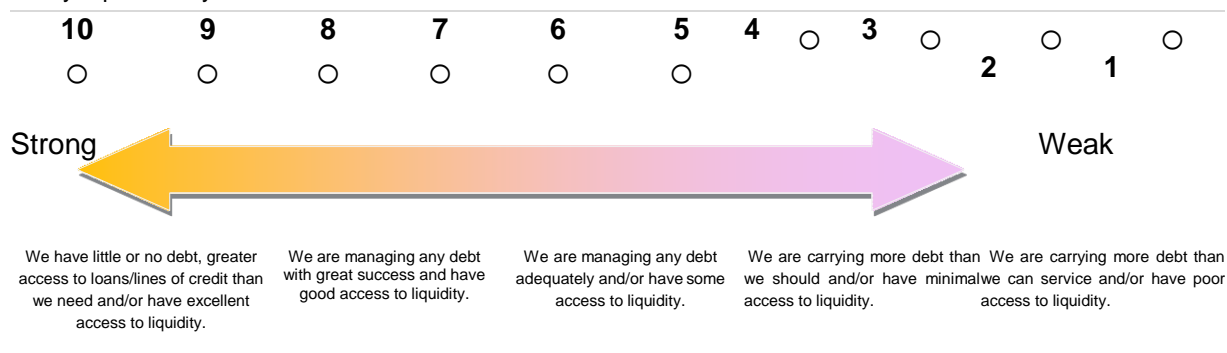 10 9 8 7 6 5 4 3
2 1
Strong Weak
We have little or no debt, greater
access to loans/lines of credit than
we need and/or have excellent
access to liquidity.
We are managing any debt
with great success and have
good access to liquidity.
We are managing any debt
adequately and/or have some
access to liquidity.
We are carrying more debt than
we should and/or have minimal
access to liquidity.
We are carrying more debt than
we can service and/or have poor
access to liquidity.